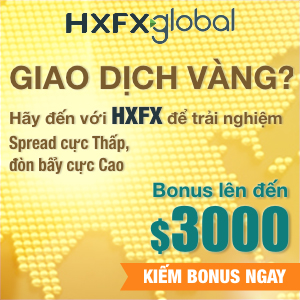 HXFXglobal
GIAO DỊCH VÀNG?
Hãy đến với HXFX để trải nghiệm
Spread cực Thấp,
đòn bẩy cực Cao
Bonus lên đến
$3000
KIẾM BONUS NGAY